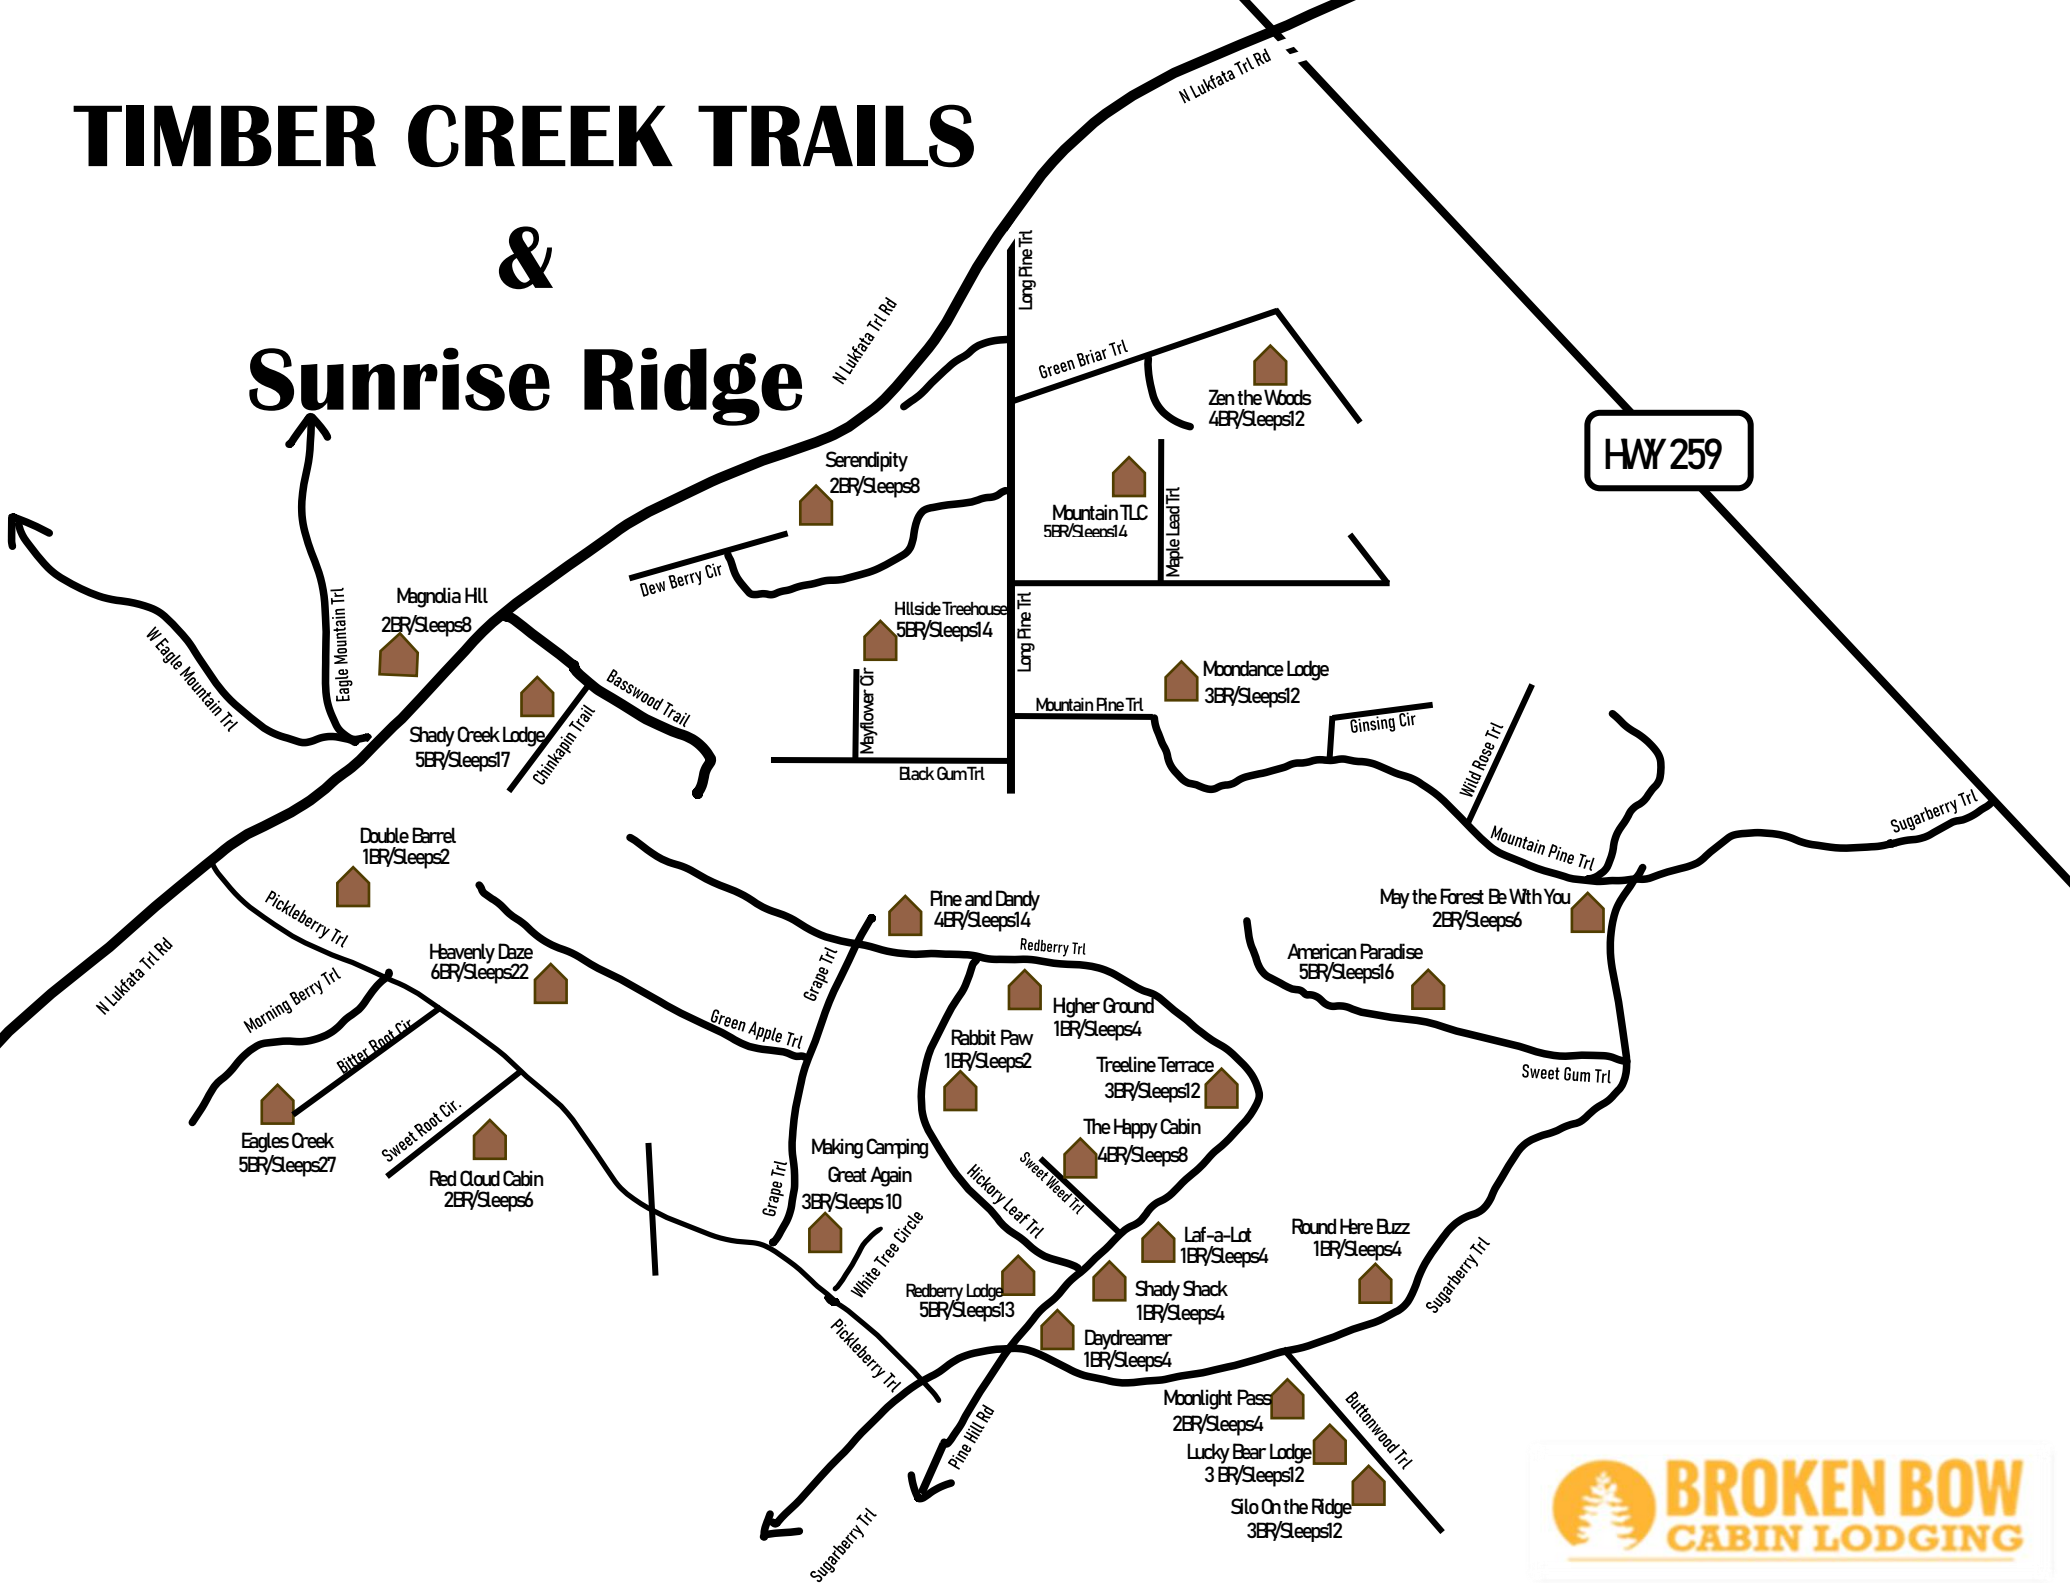 TIMBER CREEK TRAILS
&
Sunrise Ridge
N Lukfata Trl Rd
Long Pine Trl
N Lukfata Trl Rd
Green Briar Trl
Zen the Woods
4BR/Sleeps12
HWY 259
Serendipity
2BR/Sleeps8
Mountain TLC
5BR/Sleeps14
Maple Lead Trl
Dew Berry Cir
Magnolia Hill
2BR/Sleeps8
Eagle Mountain Trl
W Eagle Mountain Trl
Hillside Treehouse
5BR/Sleeps14
Long Pine Trl
Mayflower Cir
Black Gum Trl
Basswood Trail
Shady Creek Lodge
5BR/Sleeps17
Chinkapin Trail
Moondance Lodge
3BR/Sleeps12
Mountain Pine Trl
Ginsing Cir
Wild Rose Trl
Mountain Pine Trl
Sugarberry Trl
Double Barrel
1BR/Sleeps2
Pickleberry Trl
N Lukfata Trl Rd
Heavenly Daze
6BR/Sleeps22
Morning Berry Trl
Bitter Root Cir
Eagles Creek
5BR/Sleeps27
Sweet Root Cir.
Red Cloud Cabin
2BR/Sleeps6
Pine and Dandy
4BR/Sleeps14
Redberry Trl
Grape Trl
Green Apple Trl
Higher Ground
1BR/Sleeps4
Rabbit Paw
1BR/Sleeps2
Treeline Terrace
3BR/Sleeps12
The Happy Cabin
4BR/Sleeps8
Sweet Weed Trl
Hickory Leaf Trl
May the Forest Be With You
2BR/Sleeps6
American Paradise
5BR/Sleeps16
Sweet Gum Trl
Making Camping
Great Again
3BR/Sleeps 10
Grape Trl
White Tree Circle
Redberry Lodge
5BR/Sleeps13
Laf-a-Lot
1BR/Sleeps4
Shady Shack
1BR/Sleeps4
Daydreamer
1BR/Sleeps4
Round Here Buzz
1BR/Sleeps4
Sugarberry Trl
Pickleberry Trl
Pine Hill Rd
Sugarberry Trl
Moonlight Pass
2BR/Sleeps4
Lucky Bear Lodge
3 BR/Sleeps12
Silo On the Ridge
3BR/Sleeps12
Buttonwood Trl
BROKEN BOW
CABIN LODGING